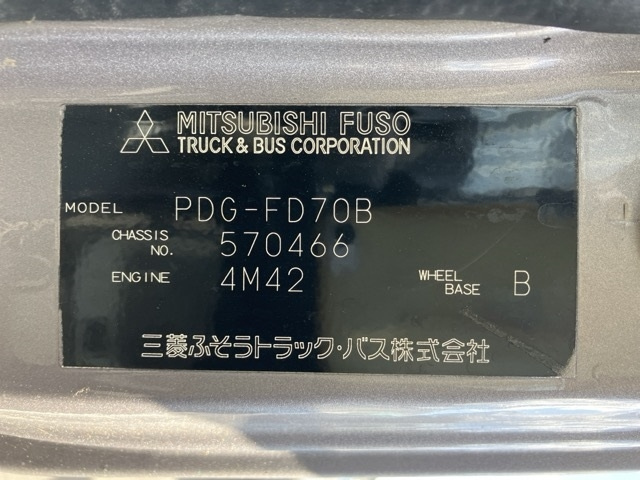 MITSUBISHI FUSO
TRUCK & BUS CORPORATION
MODEL PDG-FD70B
CHASSIS NO. 570466
ENGINE 4M42 WHEEL BASE B
三菱ふそうトラック・バス株式会社